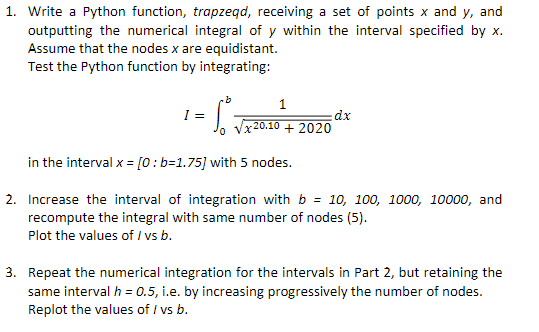 1. Write a Python function, trapzeqd, receiving a set of points x and y, and
outputting the numerical integral of y within the interval specified by x.
Assume that the nodes x are equidistant.
Test the Python function by integrating:
I = ∫₀ᵇ 1 / √(x^20.10 + 2020) dx
in the interval x = [0 : b=1.75] with 5 nodes.
2. Increase the interval of integration with b = 10, 100, 1000, 10000, and
recompute the integral with same number of nodes (5).
Plot the values of I vs b.
3. Repeat the numerical integration for the intervals in Part 2, but retaining the
same interval h = 0.5, i.e. by increasing progressively the number of nodes.
Replot the values of I vs b.